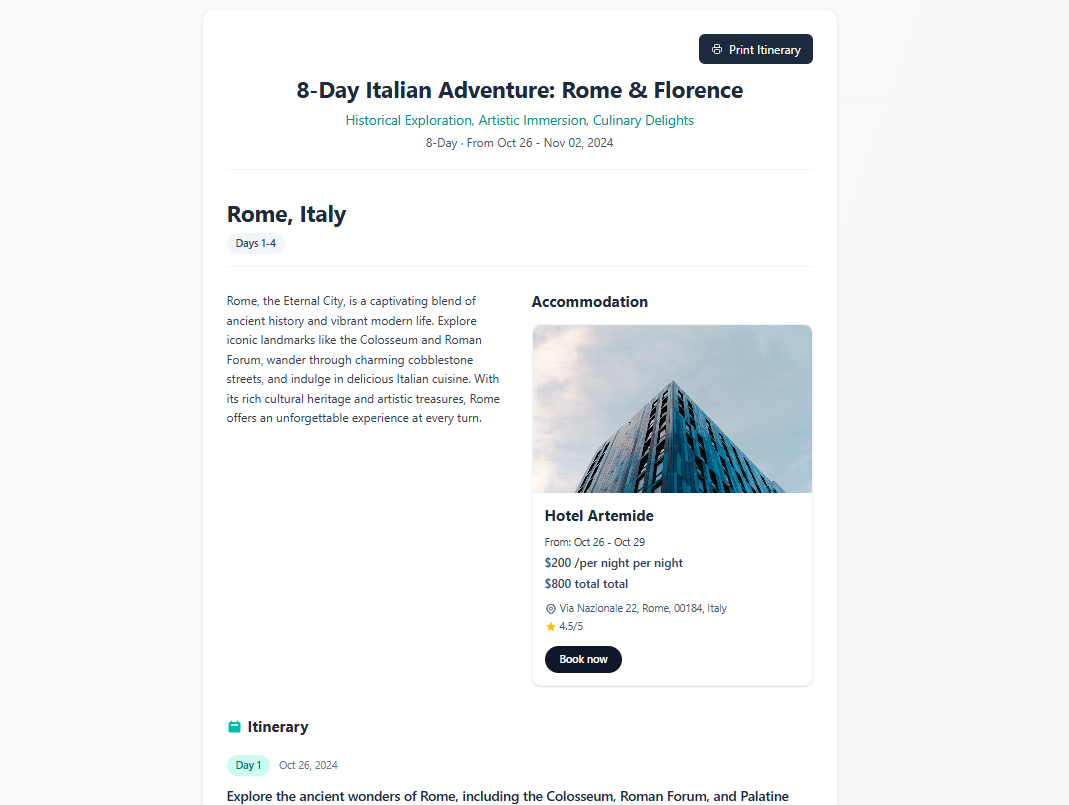 Print Itinerary
8-Day Italian Adventure: Rome & Florence
Historical Exploration, Artistic Immersion, Culinary Delights
8-Day · From Oct 26 - Nov 02, 2024
Rome, Italy
Days 1-4
Rome, the Eternal City, is a captivating blend of
ancient history and vibrant modern life. Explore
iconic landmarks like the Colosseum and Roman
Forum, wander through charming cobblestone
streets, and indulge in delicious Italian cuisine. With
its rich cultural heritage and artistic treasures, Rome
offers an unforgettable experience at every turn.
Accommodation
Hotel Artemide
From: Oct 26 - Oct 29
$200 /per night per night
$800 total total
Via Nazionale 22, Rome, 00184, Italy
4.5/5
Book now
Itinerary
Day 1 Oct 26, 2024
Explore the ancient wonders of Rome, including the Colosseum, Roman Forum, and Palatine